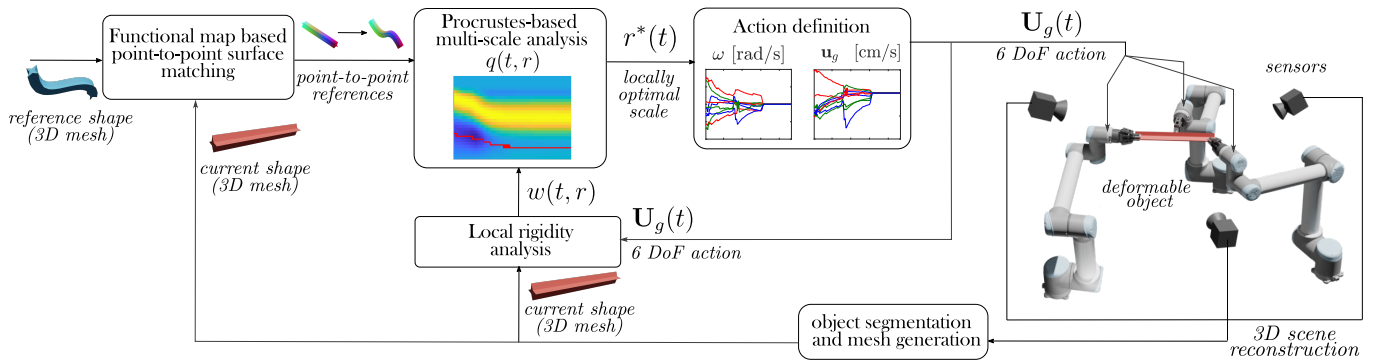 Functional map based
point-to-point surface
matching
reference shape
(3D mesh)
current shape
(3D mesh)
point-to-point
references
Procrustes-based
multi-scale analysis
q(t, r)
r*(t)
locally
optimal
scale
Action definition
ω [rad/s]
u_g [cm/s]
U_g(t)
6 DoF action
sensors
deformable
object
w(t, r)
Local rigidity
analysis
U_g(t)
6 DoF action
current shape
(3D mesh)
object segmentation
and mesh generation
3D scene
reconstruction